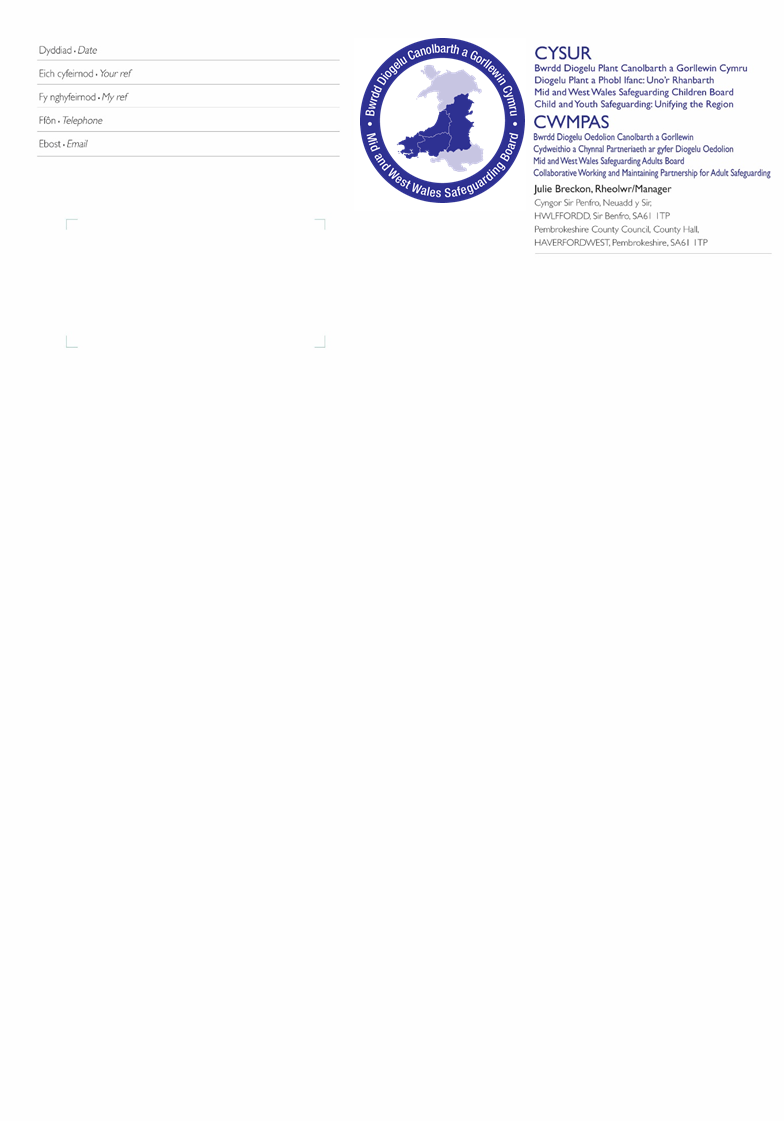 Dyddiad • Date
Eich cyfeirnod • Your ref
Fy nghyfeirnod • My ref
Ffôn • Telephone
Ebost • Email
Bwrdd Diogelu Canolbarth a Gorllewin Cymru
Mid and West Wales Safeguarding Board
CYSUR
Bwrdd Diogelu Plant Canolbarth a Gorllewin Cymru
Diogelu Plant a Phobl Ifanc: Uno'r Rhanbarth
Mid and West Wales Safeguarding Children Board
Child and Youth Safeguarding: Unifying the Region
CWMPAS
Bwrdd Diogelu Oedolion Canolbarth a Gorllewin
Cydweithio a Chynnal Partneriaeth ar gyfer Diogelu Oedolion
Mid and West Wales Safeguarding Adults Board
Collaborative Working and Maintaining Partnership for Adult Safeguarding
Julie Breckon, Rheolwr/Manager
Cyngor Sir Penfro, Neuadd y Sir,
HWLFFORDD, Sir Benfro, SA61 1TP
Pembrokeshire County Council, County Hall,
HAVERFORDWEST, Pembrokeshire, SA61 1TP